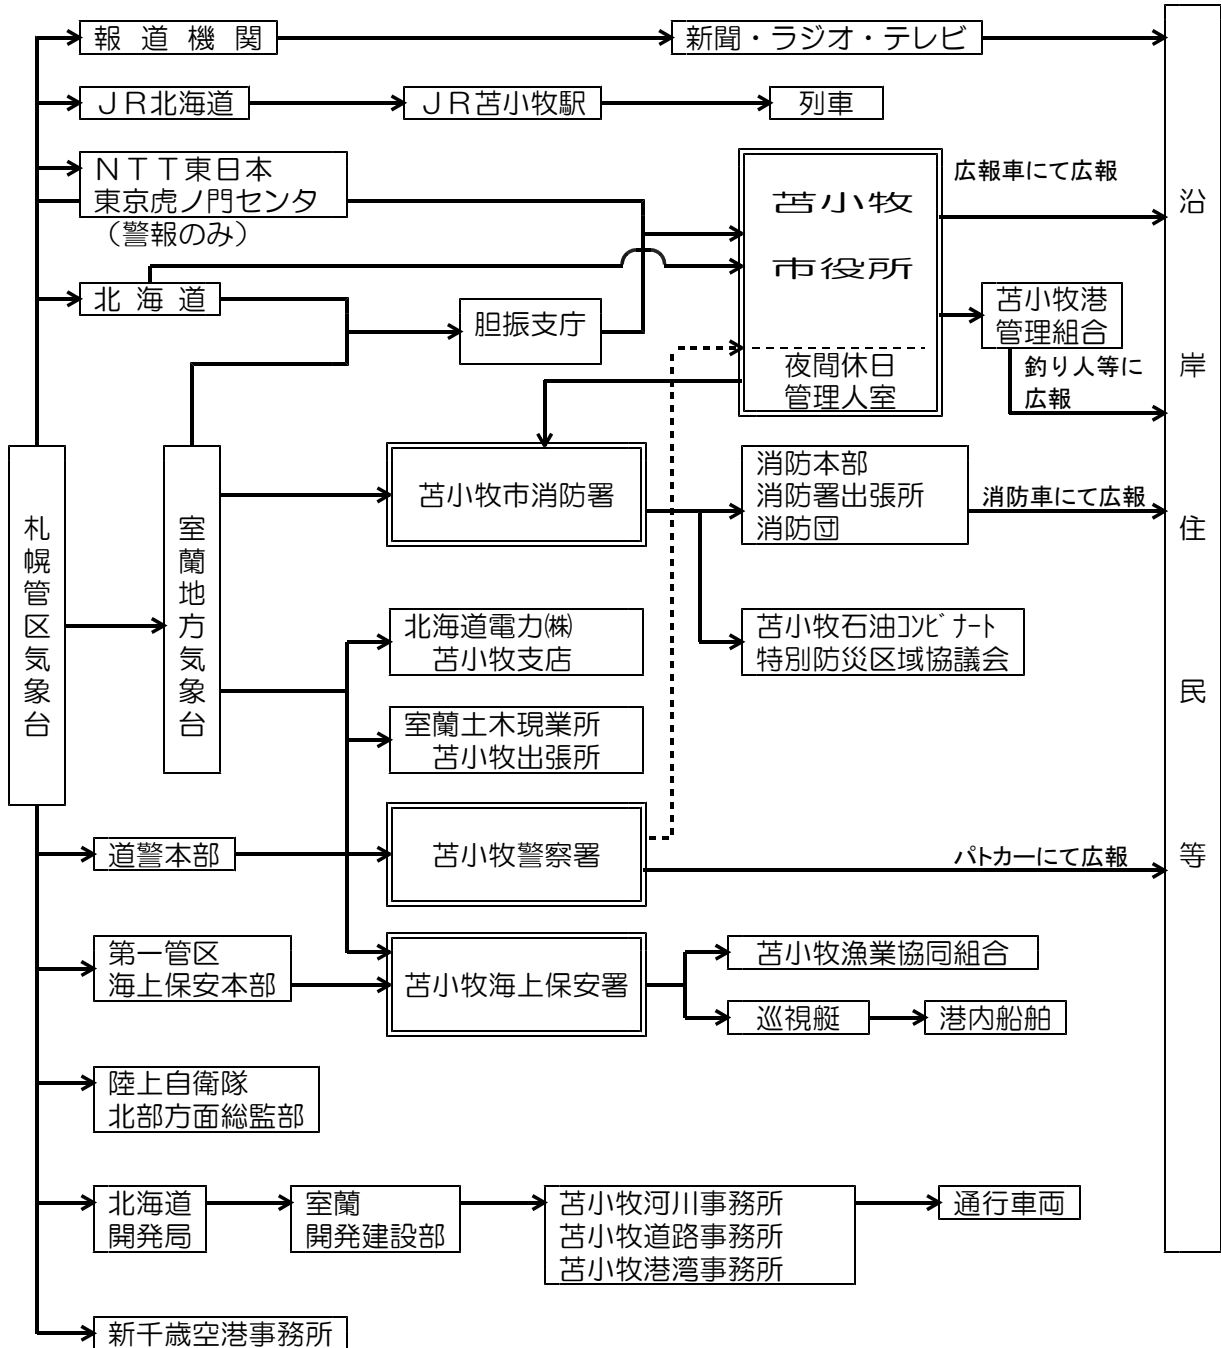 報道機関
新聞・ラジオ・テレビ
ＪＲ北海道
ＪＲ苫小牧駅
列車
ＮＴＴ東日本
東京虎ノ門センタ
（警報のみ）
苫小牧
市役所
夜間休日
管理人室
広報車にて広報
北海道
胆振支庁
苫小牧港
管理組合
釣り人等に
広報
札幌管区気象台
室蘭地方気象台
苫小牧市消防署
消防本部
消防署出張所
消防団
消防車にて広報
北海道電力㈱
苫小牧支店
苫小牧石油ｺﾝﾋﾞﾅｰﾄ
特別防災区域協議会
室蘭土木現業所
苫小牧出張所
道警本部
苫小牧警察署
パトカーにて広報
第一管区
海上保安本部
苫小牧海上保安署
苫小牧漁業協同組合
巡視艇
港内船舶
陸上自衛隊
北部方面総監部
北海道
開発局
室蘭
開発建設部
苫小牧河川事務所
苫小牧道路事務所
苫小牧港湾事務所
通行車両
新千歳空港事務所
沿岸住民等